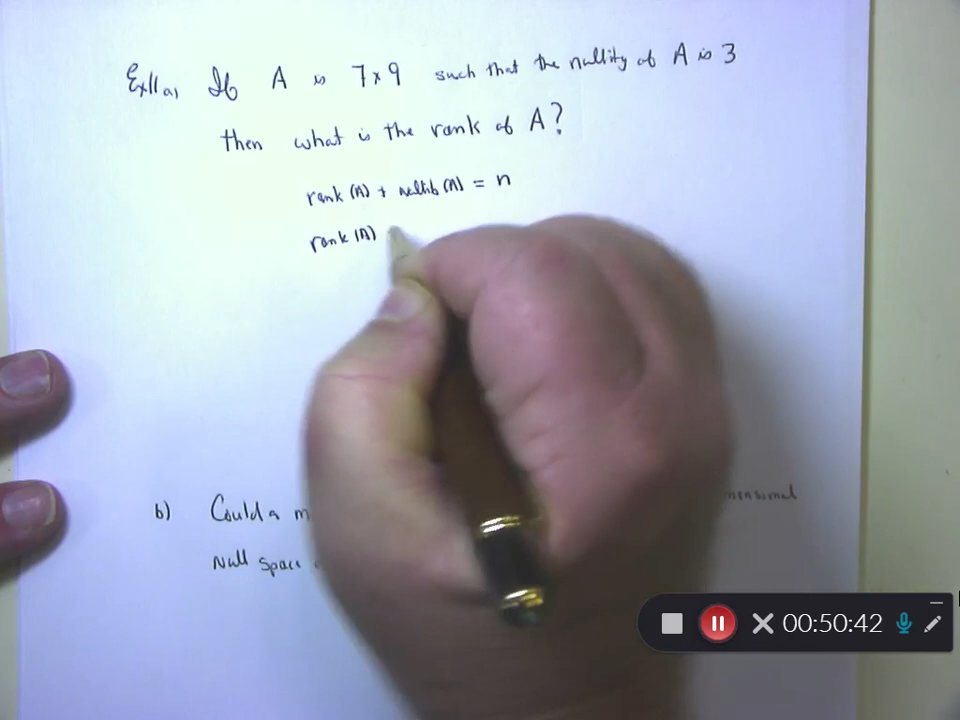 Ex11 a) If A is 7x9 such that the nullity of A is 3
then what is the rank of A?
rank (A) + nullity (A) = n
rank (A)
b) Could a
Null space
00:50:42